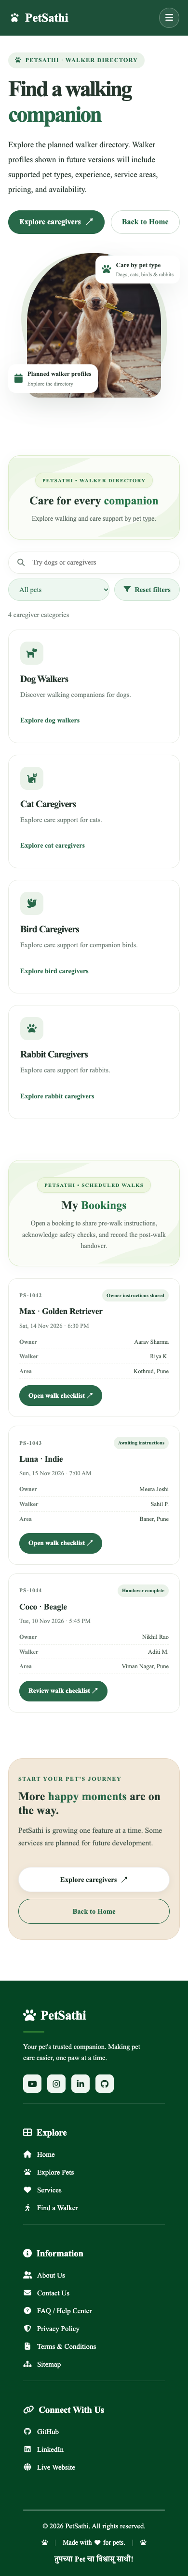 PetSathi
PETSATHI · WALKER DIRECTORY
Find a walking
companion
Explore the planned walker directory. Walker
profiles shown in future versions will include
supported pet types, experience, service areas,
pricing, and availability.
Explore caregivers
Back to Home
Care by pet type
Dogs, cats, birds & rabbits
Planned walker profiles
Explore the directory
PETSATHI • WALKER DIRECTORY
Care for every companion
Explore walking and care support by pet type.
Try dogs or caregivers
All pets
Reset filters
4 caregiver categories
Dog Walkers
Discover walking companions for dogs.
Explore dog walkers
Cat Caregivers
Explore care support for cats.
Explore cat caregivers
Bird Caregivers
Explore care support for companion birds.
Explore bird caregivers
Rabbit Caregivers
Explore care support for rabbits.
Explore rabbit caregivers
PETSATHI • SCHEDULED WALKS
My Bookings
Open a booking to share pre-walk instructions,
acknowledge safety checks, and record the post-walk
handover.
PS-1042
Owner instructions shared
Max · Golden Retriever
Sat, 14 Nov 2026 · 6:30 PM
Owner Aarav Sharma
Walker Riya K.
Area Kothrud, Pune
Open walk checklist
PS-1043
Awaiting instructions
Luna · Indie
Sun, 15 Nov 2026 · 7:00 AM
Owner Meera Joshi
Walker Sahil P.
Area Baner, Pune
Open walk checklist
PS-1044
Handover complete
Coco · Beagle
Tue, 10 Nov 2026 · 5:45 PM
Owner Nikhil Rao
Walker Aditi M.
Area Viman Nagar, Pune
Review walk checklist
START YOUR PET'S JOURNEY
More happy moments are on
the way.
PetSathi is growing one feature at a time. Some
services are planned for future development.
Explore caregivers
Back to Home
PetSathi
Your pet's trusted companion. Making pet
care easier, one paw at a time.
Explore
Home
Explore Pets
Services
Find a Walker
Information
About Us
Contact Us
FAQ / Help Center
Privacy Policy
Terms & Conditions
Sitemap
Connect With Us
GitHub
LinkedIn
Live Website
© 2026 PetSathi. All rights reserved.
| Made with ❤ for pets. |
तुमच्या Pet चा विश्वासू साथी!